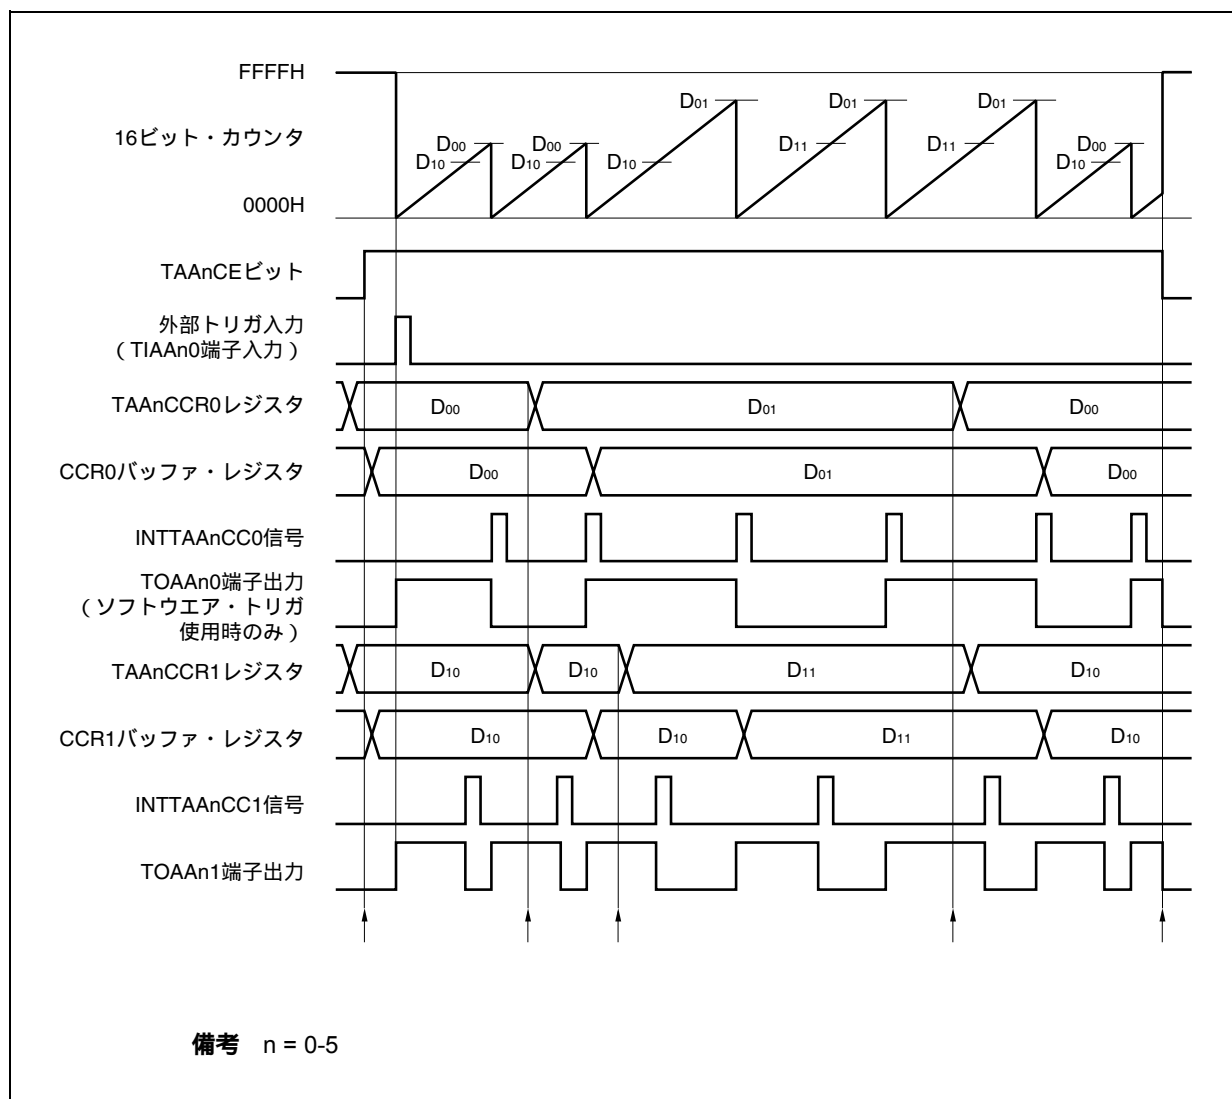 FFFFH
D01 D01 D01
16ビット・カウンタ
D00 D00 D11 D11 D00
D10 D10 D10 D10
0000H
TAAnCEビット
外部トリガ入力
（TIAAn0端子入力）
TAAnCCR0レジスタ D00 D01 D00
CCR0バッファ・レジスタ D00 D01 D00
INTTAAnCC0信号
TOAAn0端子出力
（ソフトウエア・トリガ
使用時のみ）
TAAnCCR1レジスタ D10 D10 D11 D10
CCR1バッファ・レジスタ D10 D10 D11 D10
INTTAAnCC1信号
TOAAn1端子出力
備考 n = 0-5